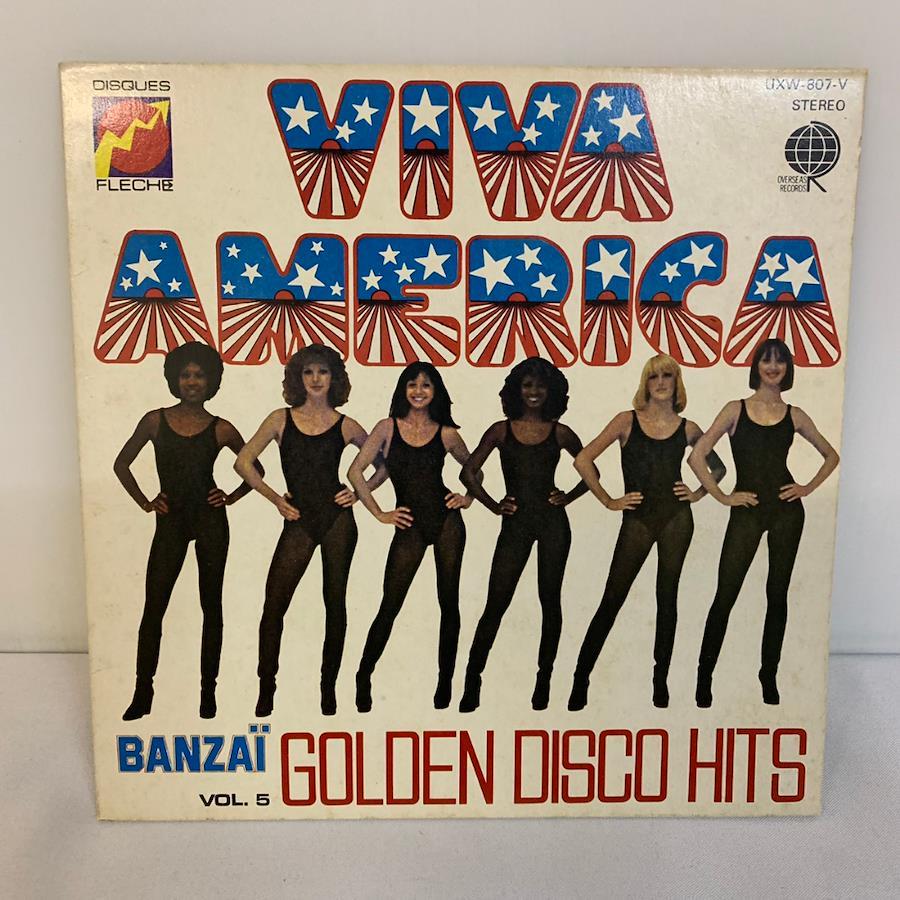 DISQUES
FLECHE
VIVA
AMERICA
UXW-807-V
STEREO
OVERSEAS
RECORDS
BANZAÏ
VOL. 5
GOLDEN DISCO HITS